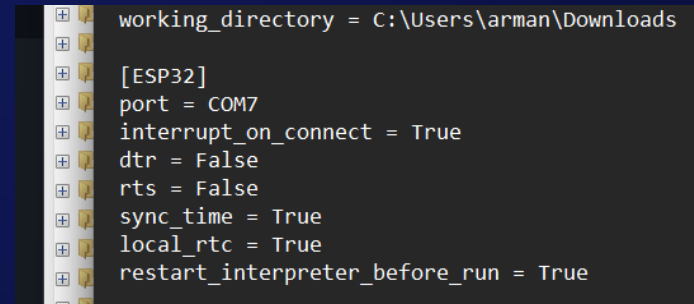 working_directory = C:\Users\arman\Downloads
[ESP32]
port = COM7
interrupt_on_connect = True
dtr = False
rts = False
sync_time = True
local_rtc = True
restart_interpreter_before_run = True